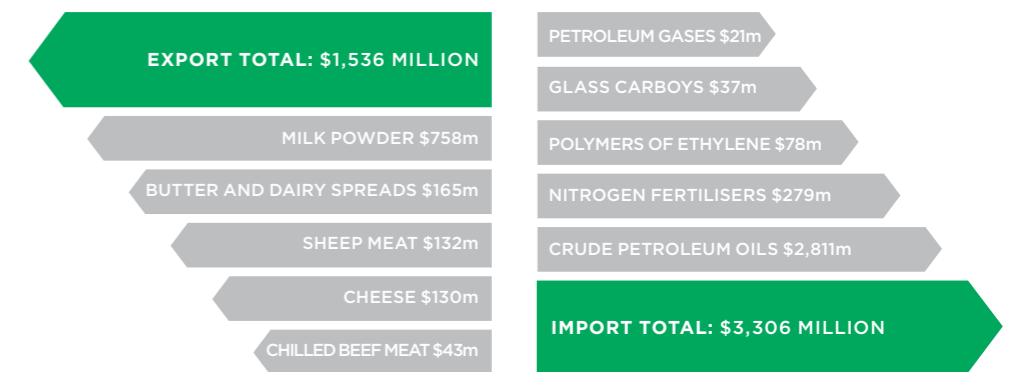 EXPORT TOTAL: $1,536 MILLION
MILK POWDER $758m
BUTTER AND DAIRY SPREADS $165m
SHEEP MEAT $132m
CHEESE $130m
CHILLED BEEF MEAT $43m
PETROLEUM GASES $21m
GLASS CARBOYS $37m
POLYMERS OF ETHYLENE $78m
NITROGEN FERTILISERS $279m
CRUDE PETROLEUM OILS $2,811m
IMPORT TOTAL: $3,306 MILLION